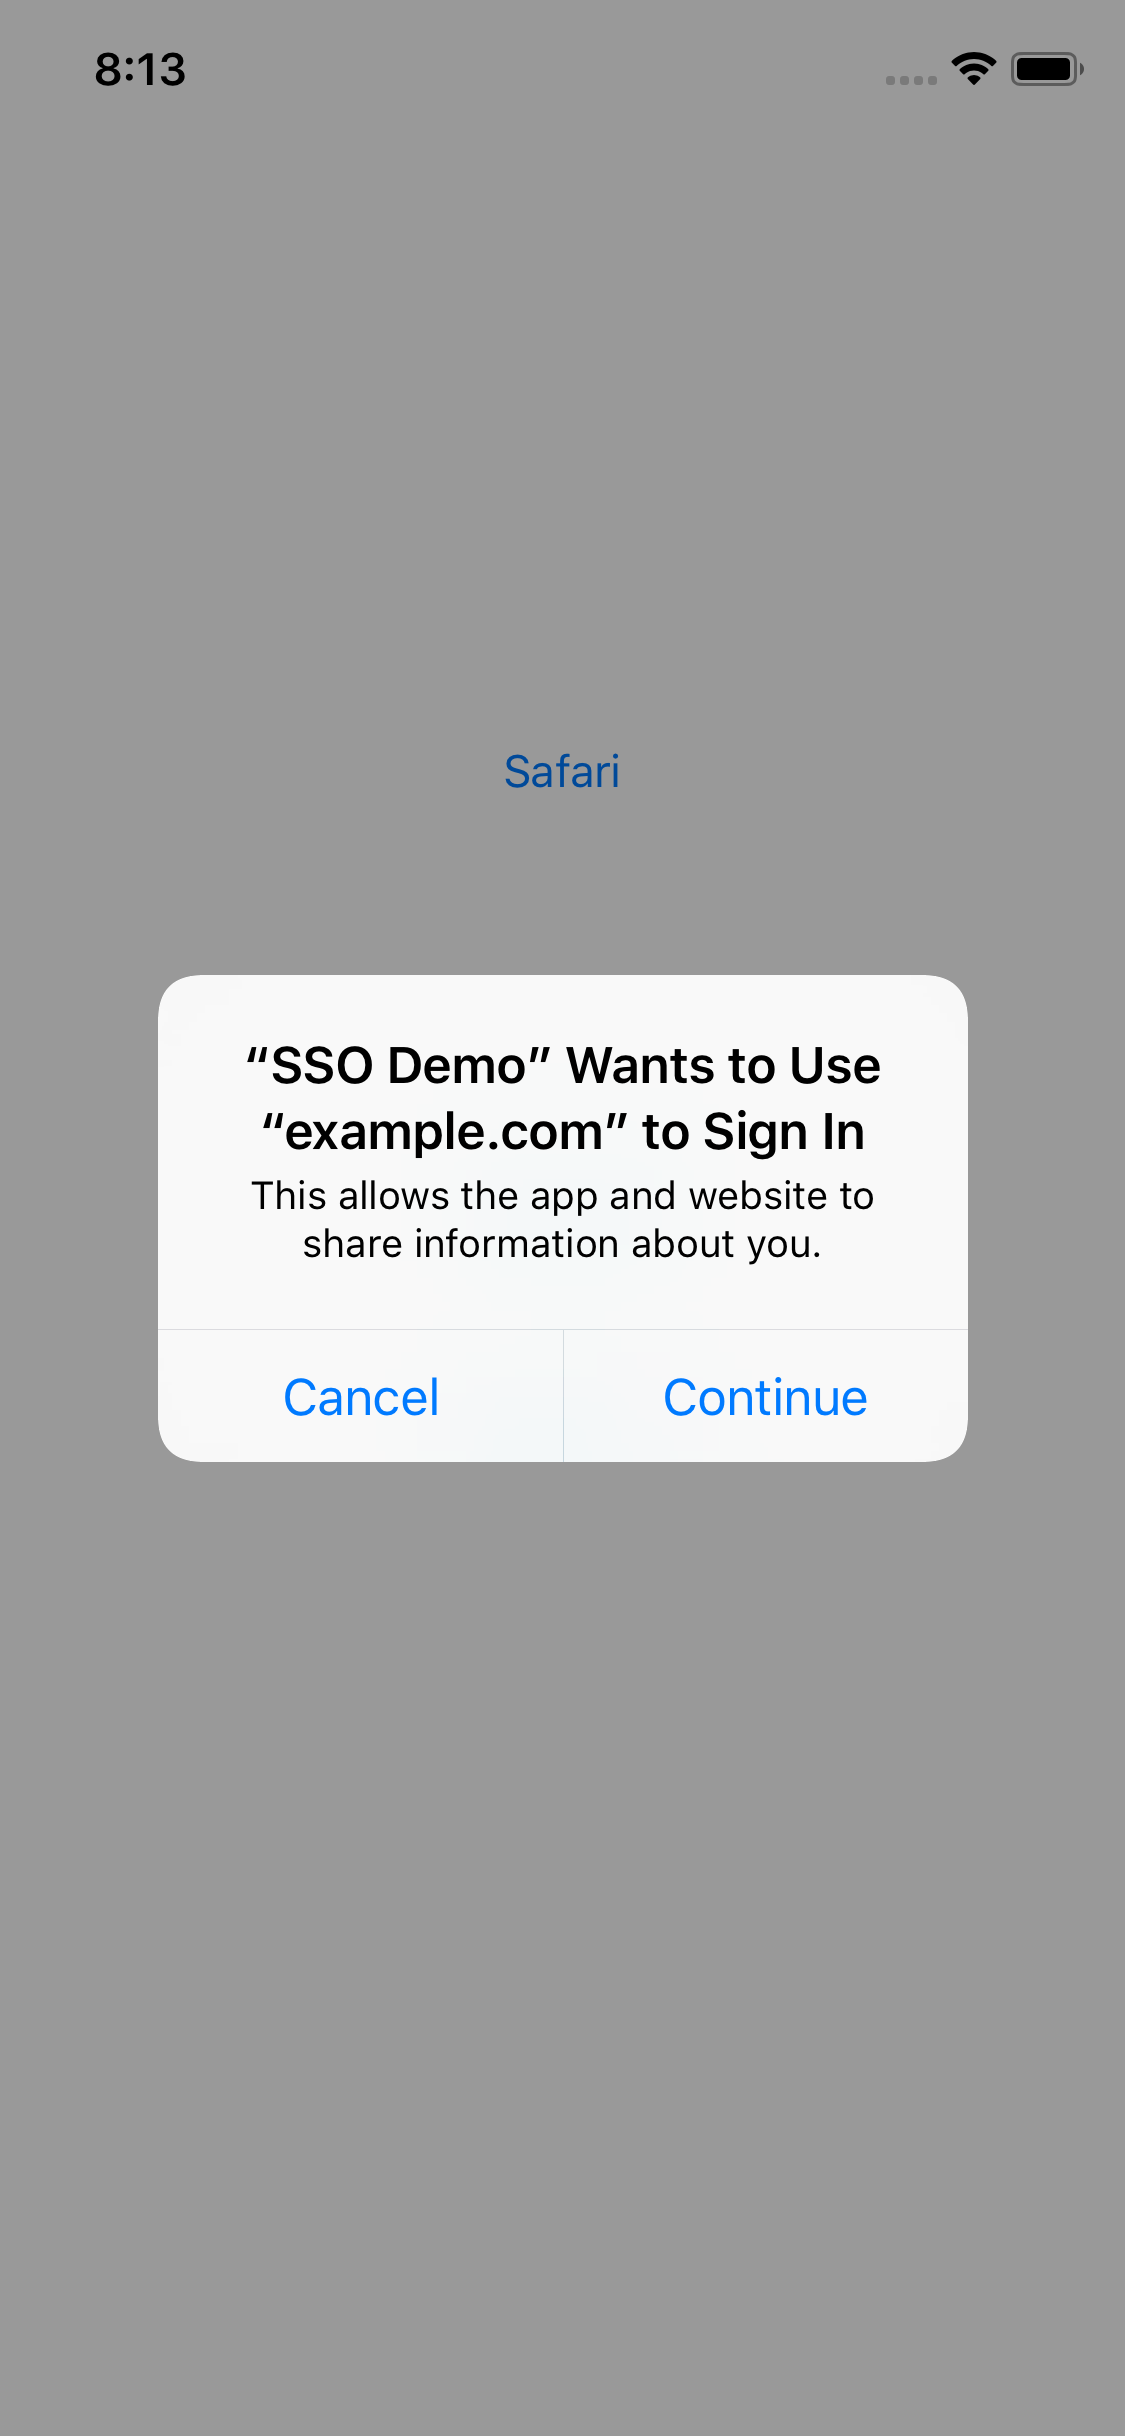 8:13
Safari
“SSO Demo” Wants to Use
“example.com” to Sign In
This allows the app and website to
share information about you.
Cancel
Continue